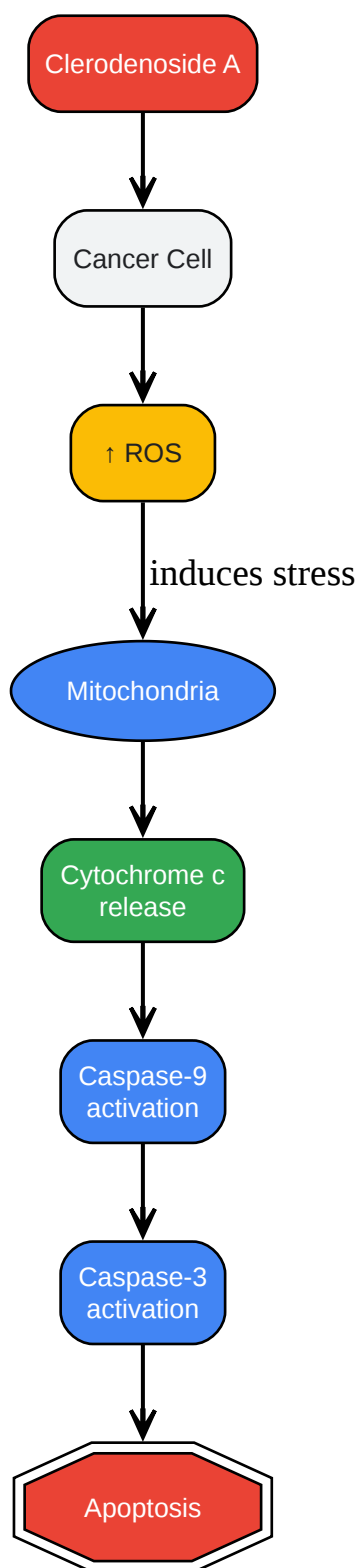 Clerodenoside A
Cancer Cell
↑ ROS
induces stress
Mitochondria
Cytochrome c
release
Caspase-9
activation
Caspase-3
activation
Apoptosis